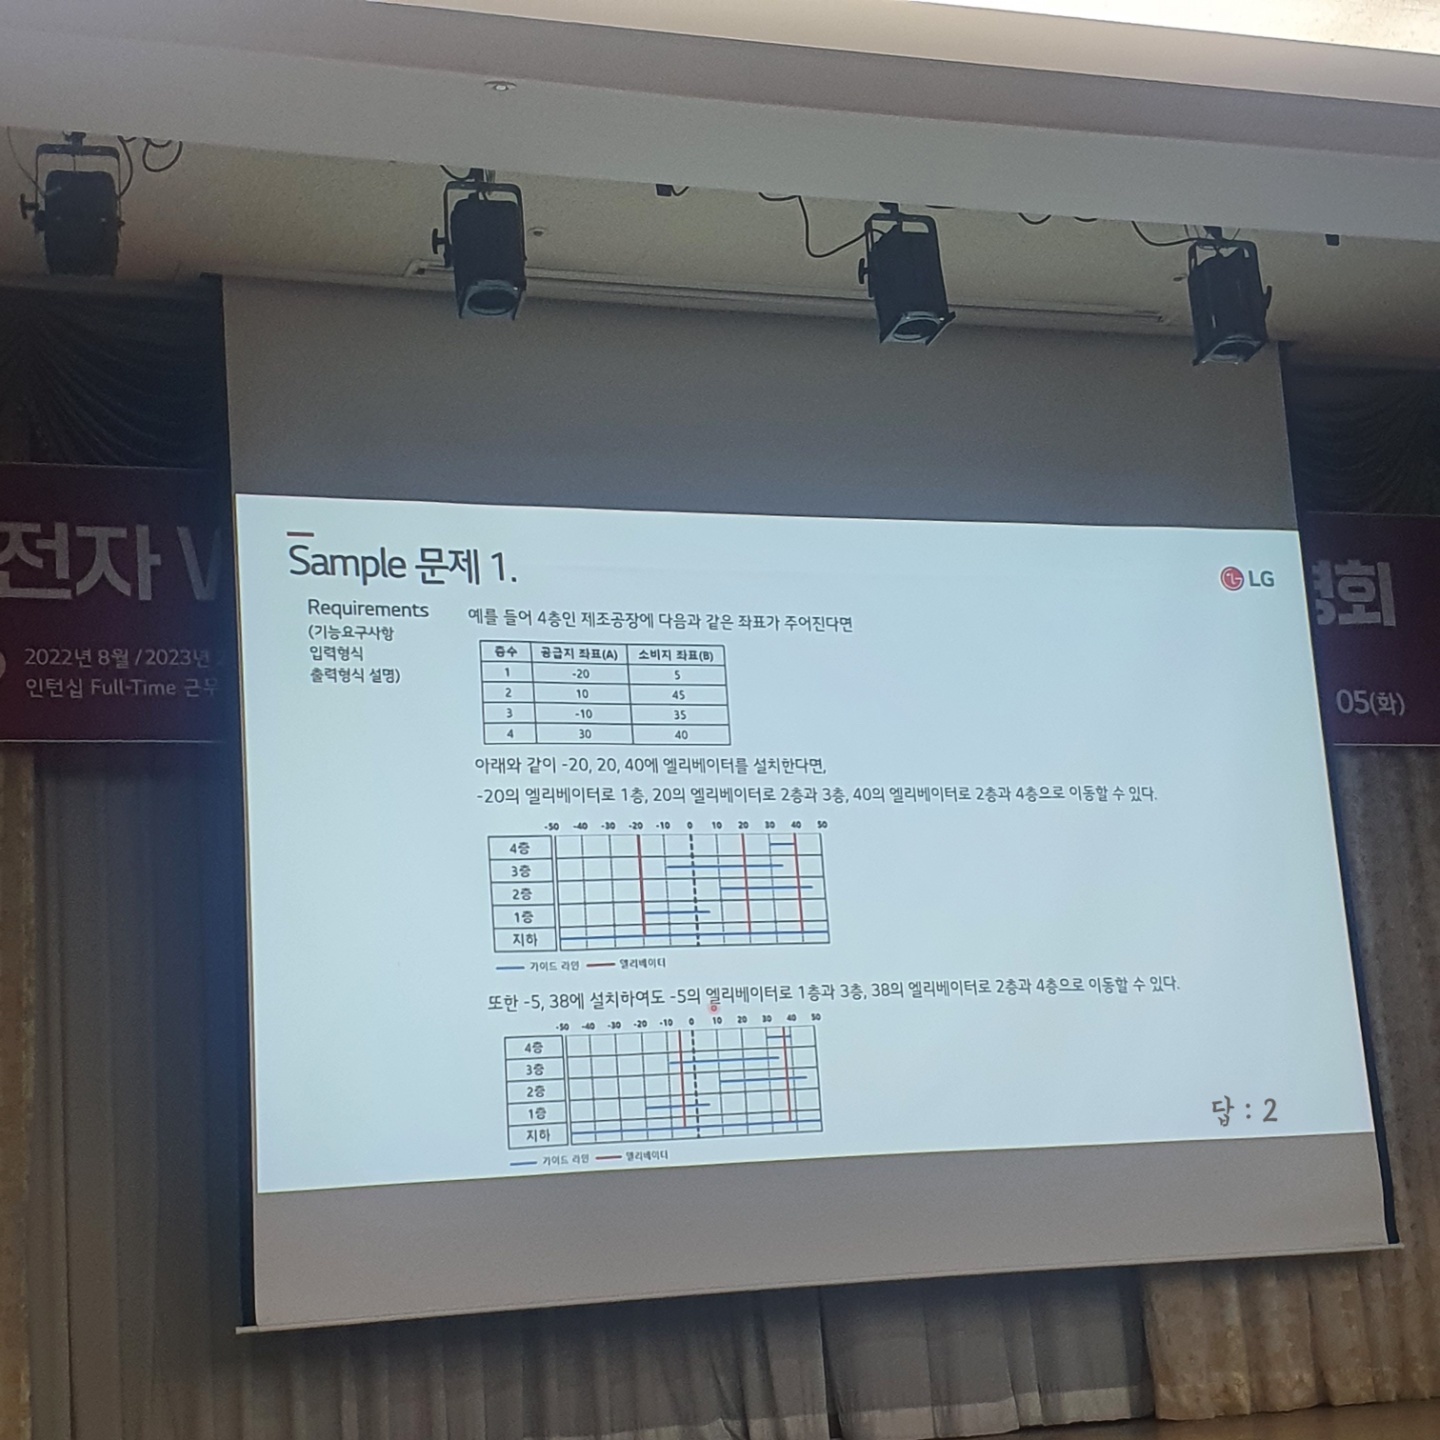 전자
2022년 8월 / 2023년
인턴십 Full-Time 근무
회
05(화)
Sample 문제 1.
LG
Requirements
(기능요구사항
입력형식
출력형식 설명)
예를 들어 4층인 제조공장에 다음과 같은 좌표가 주어진다면
층수 공급지 좌표(A) 소비지 좌표(B)
1 -20 5
2 10 45
3 -10 35
4 30 40
아래와 같이 -20, 20, 40에 엘리베이터를 설치한다면,
-20의 엘리베이터로 1층, 20의 엘리베이터로 2층과 3층, 40의 엘리베이터로 2층과 4층으로 이동할 수 있다.
-50 -40 -30 -20 -10 0 10 20 30 40 50
4층
3층
2층
1층
지하
가이드 라인 엘리베이터
또한 -5, 38에 설치하여도 -5의 엘리베이터로 1층과 3층, 38의 엘리베이터로 2층과 4층으로 이동할 수 있다.
-50 -40 -30 -20 -10 0 10 20 30 40 50
4층
3층
2층
1층
지하
가이드 라인 엘리베이터
답 : 2